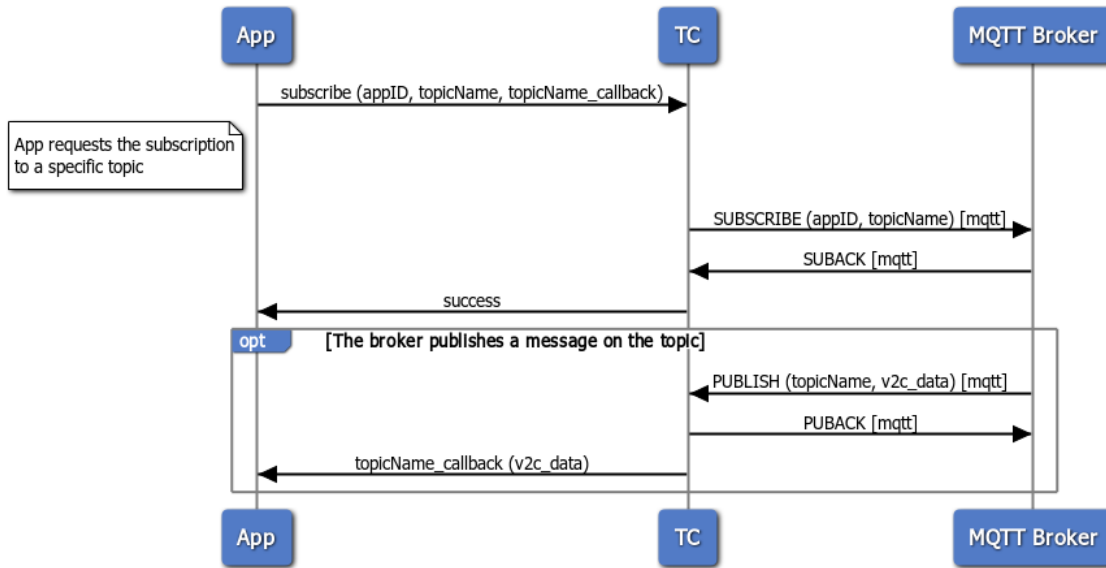 App
TC
MQTT Broker
subscribe (appID, topicName, topicName_callback)
App requests the subscription
to a specific topic
SUBSCRIBE (appID, topicName) [mqtt]
SUBACK [mqtt]
success
opt
[The broker publishes a message on the topic]
PUBLISH (topicName, v2c_data) [mqtt]
PUBACK [mqtt]
topicName_callback (v2c_data)
App
TC
MQTT Broker